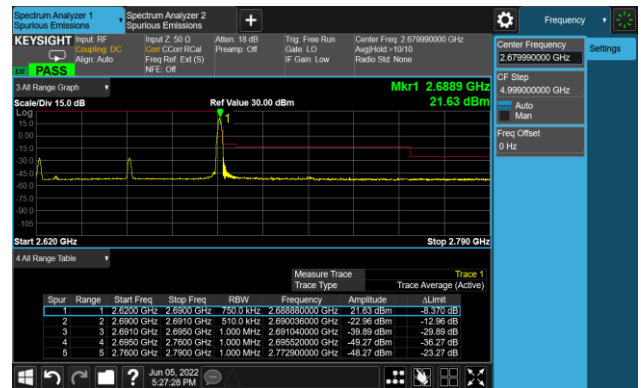 Spectrum Analyzer 1
Spurious Emissions
Spectrum Analyzer 2
Spurious Emissions
+
Frequency
KEYSIGHT
Input: RF
Coupling: DC
Align: Auto
Input Z: 50 Ω
Corr CCorr RCal
Freq Ref: Ext (S)
NFE: Off
Atten: 18 dB
Preamp: Off
Trig: Free Run
Gate: LO
IF Gain: Low
Center Freq: 2.679990000 GHz
Avg|Hold:>10/10
Radio Std: None
PASS
Center Frequency
2.679990000 GHz
Settings
CF Step
4.999000000 GHz
Auto
Man
Freq Offset
0 Hz
3 All Range Graph
Mkr1 2.6889 GHz
Scale/Div 15.0 dB
Ref Value 30.00 dBm
21.63 dBm
Log
15.0
0.00
-15.0
-30.0
-45.0
-60.0
-75.0
-90.0
-105
1
Start 2.620 GHz
Stop 2.790 GHz
4 All Range Table
Measure Trace
Trace 1
Trace Type
Trace Average (Active)
Spur Range Start Freq Stop Freq RBW Frequency Amplitude ΔLimit
1 1 2.6200 GHz 2.6900 GHz 750.0 kHz 2.688880000 GHz 21.63 dBm -8.370 dB
2 2 2.6900 GHz 2.6910 GHz 510.0 kHz 2.690036000 GHz -22.96 dBm -12.96 dB
3 3 2.6910 GHz 2.6950 GHz 1.000 MHz 2.691040000 GHz -39.89 dBm -29.89 dB
4 4 2.6950 GHz 2.7600 GHz 1.000 MHz 2.695520000 GHz -49.27 dBm -36.27 dB
5 5 2.7600 GHz 2.7900 GHz 1.000 MHz 2.772900000 GHz -48.27 dBm -23.27 dB
?
Jun 05, 2022
5:27:28 PM